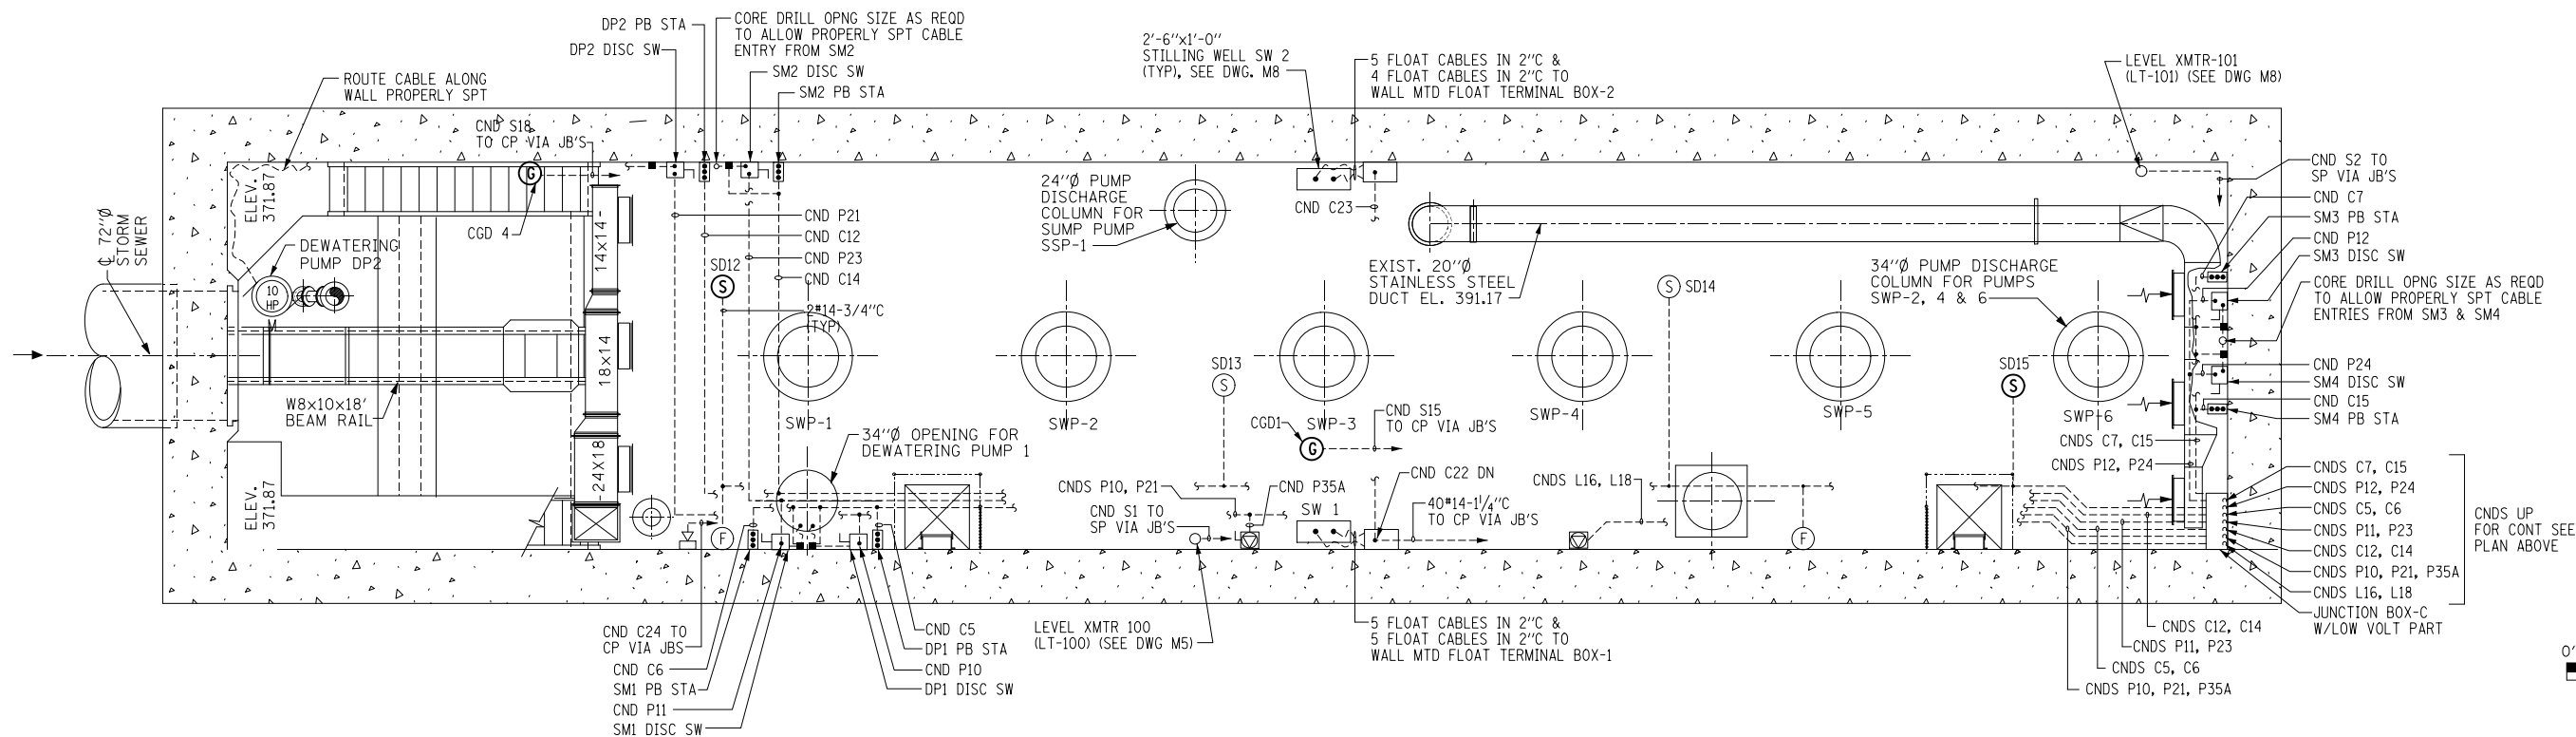 DP2 PB STA
DP2 DISC SW
CORE DRILL OPNG SIZE AS REQD
TO ALLOW PROPERLY SPT CABLE
ENTRY FROM SM2
SM2 DISC SW
SM2 PB STA
ROUTE CABLE ALONG
WALL PROPERLY SPT
CND S18
TO CP VIA JB'S
2'-6"x1'-0"
STILLING WELL SW 2
(TYP), SEE DWG. M8
5 FLOAT CABLES IN 2"C &
4 FLOAT CABLES IN 2"C TO
WALL MTD FLOAT TERMINAL BOX-2
LEVEL XMTR-101
(LT-101) (SEE DWG M8)
℄ 72"Ø
STORM
SEWER
ELEV.
371.87
G
CGD 4
DEWATERING
PUMP DP2
10
HP
W8x10x18'
BEAM RAIL
ELEV.
371.87
14x14
18x14
24X18
CND P21
CND C12
CND P23
CND C14
SD12
S
2#14-3/4"C
(TYP)
24"Ø PUMP
DISCHARGE
COLUMN FOR
SUMP PUMP
SSP-1
CND C23
EXIST. 20"Ø
STAINLESS STEEL
DUCT EL. 391.17
S SD14
34"Ø PUMP DISCHARGE
COLUMN FOR PUMPS
SWP-2, 4 & 6
CND S2 TO
SP VIA JB'S
CND C7
SM3 PB STA
CND P12
SM3 DISC SW
CORE DRILL OPNG SIZE AS REQD
TO ALLOW PROPERLY SPT CABLE
ENTRIES FROM SM3 & SM4
CND P24
SM4 DISC SW
CND C15
SM4 PB STA
SD13
S
SD15
S
SWP-1
SWP-2
SWP-3
SWP-4
SWP-5
SWP-6
34"Ø OPENING FOR
DEWATERING PUMP 1
CGD1
G
CND S15
TO CP VIA JB'S
CNDS C7, C15
CNDS P12, P24
CNDS P10, P21
CND P35A
CND S1 TO
SP VIA JB'S
SW 1
CND C22 DN
40#14-1¼"C
TO CP VIA JB'S
CNDS L16, L18
F
F
CNDS C7, C15
CNDS P12, P24
CNDS C5, C6
CNDS P11, P23
CNDS C12, C14
CNDS P10, P21, P35A
CNDS L16, L18
JUNCTION BOX-C
W/LOW VOLT PART
CNDS UP
FOR CONT SEE
PLAN ABOVE
CND C24 TO
CP VIA JBS
CND C6
SM1 PB STA
CND P11
SM1 DISC SW
CND C5
DP1 PB STA
CND P10
DP1 DISC SW
LEVEL XMTR 100
(LT-100) (SEE DWG M5)
5 FLOAT CABLES IN 2"C &
5 FLOAT CABLES IN 2"C TO
WALL MTD FLOAT TERMINAL BOX-1
CNDS C12, C14
CNDS P11, P23
CNDS C5, C6
CNDS P10, P21, P35A
0'